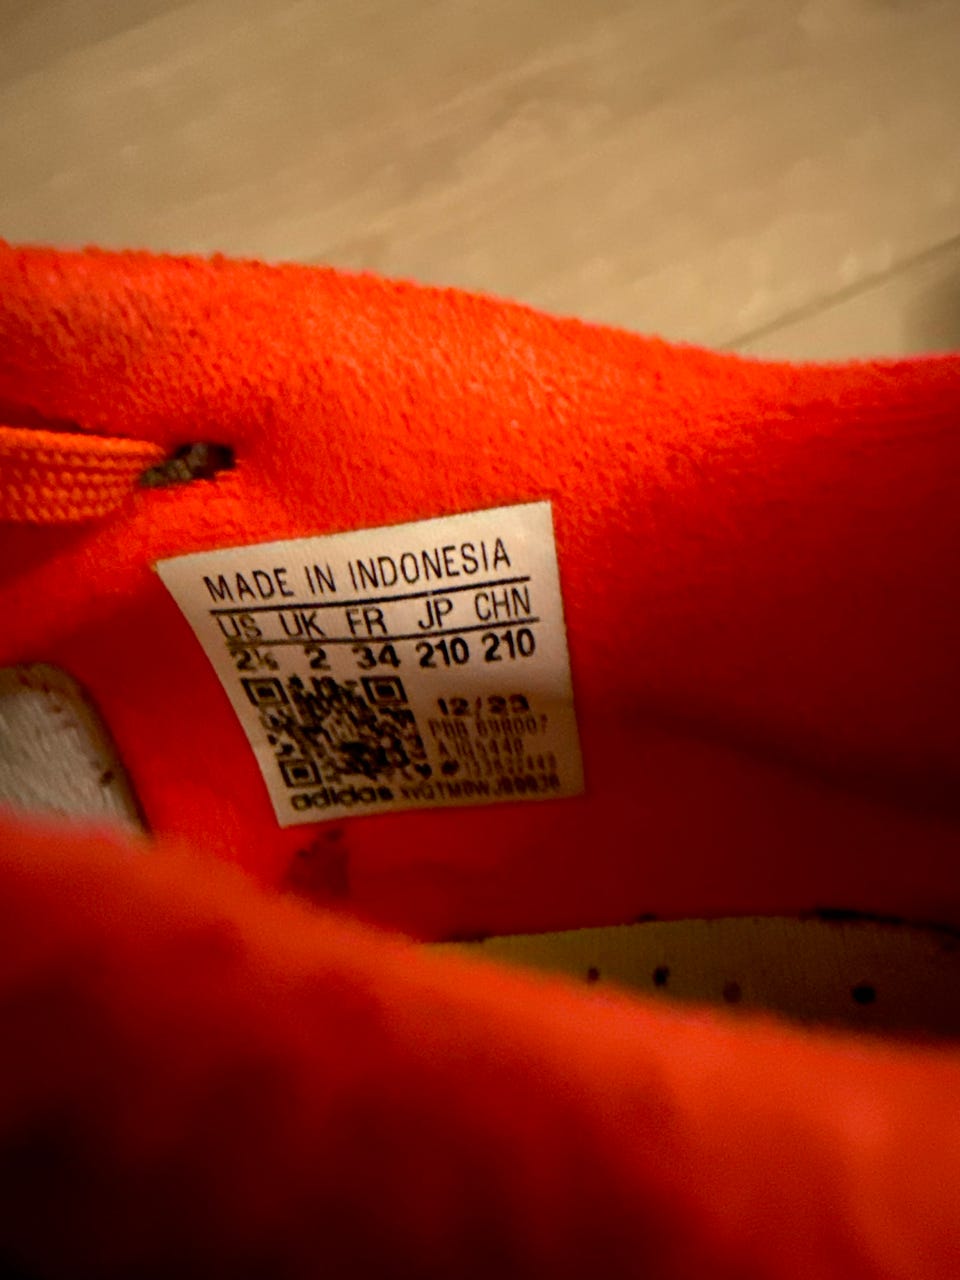 MADE IN INDONESIA
US UK FR JP CHN
2½ 2 34 210 210
12/23
adidas